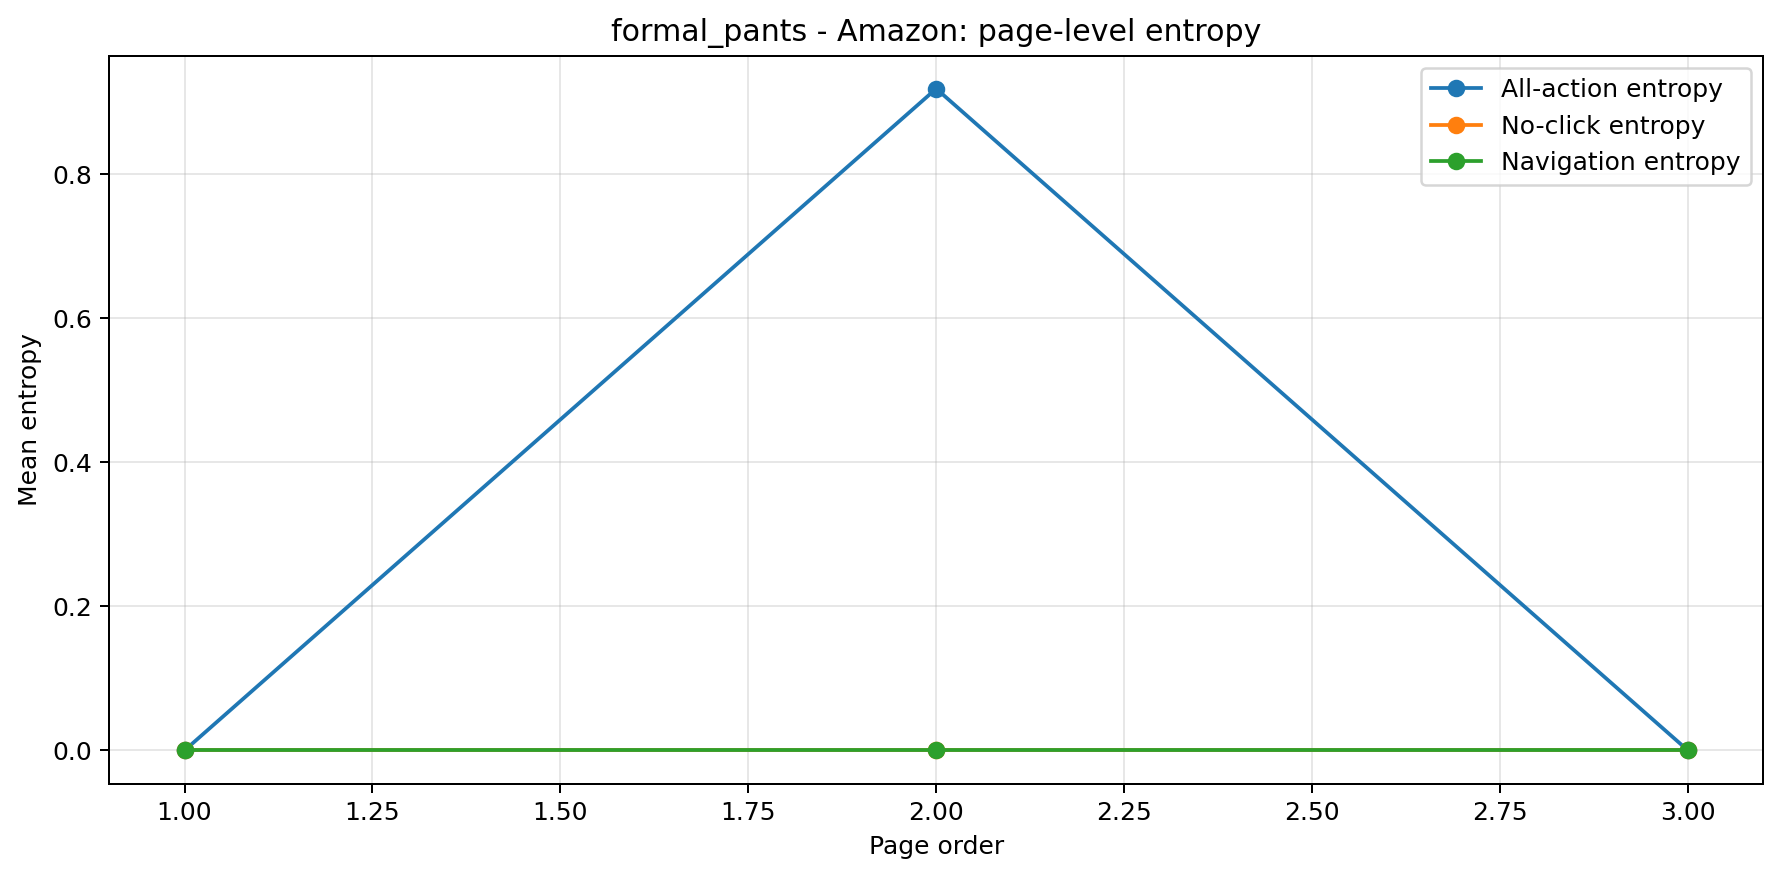 formal_pants - Amazon: page-level entropy
All-action entropy
No-click entropy
Navigation entropy
Mean entropy
0.8
0.6
0.4
0.2
0.0
1.00 1.25 1.50 1.75 2.00 2.25 2.50 2.75 3.00
Page order